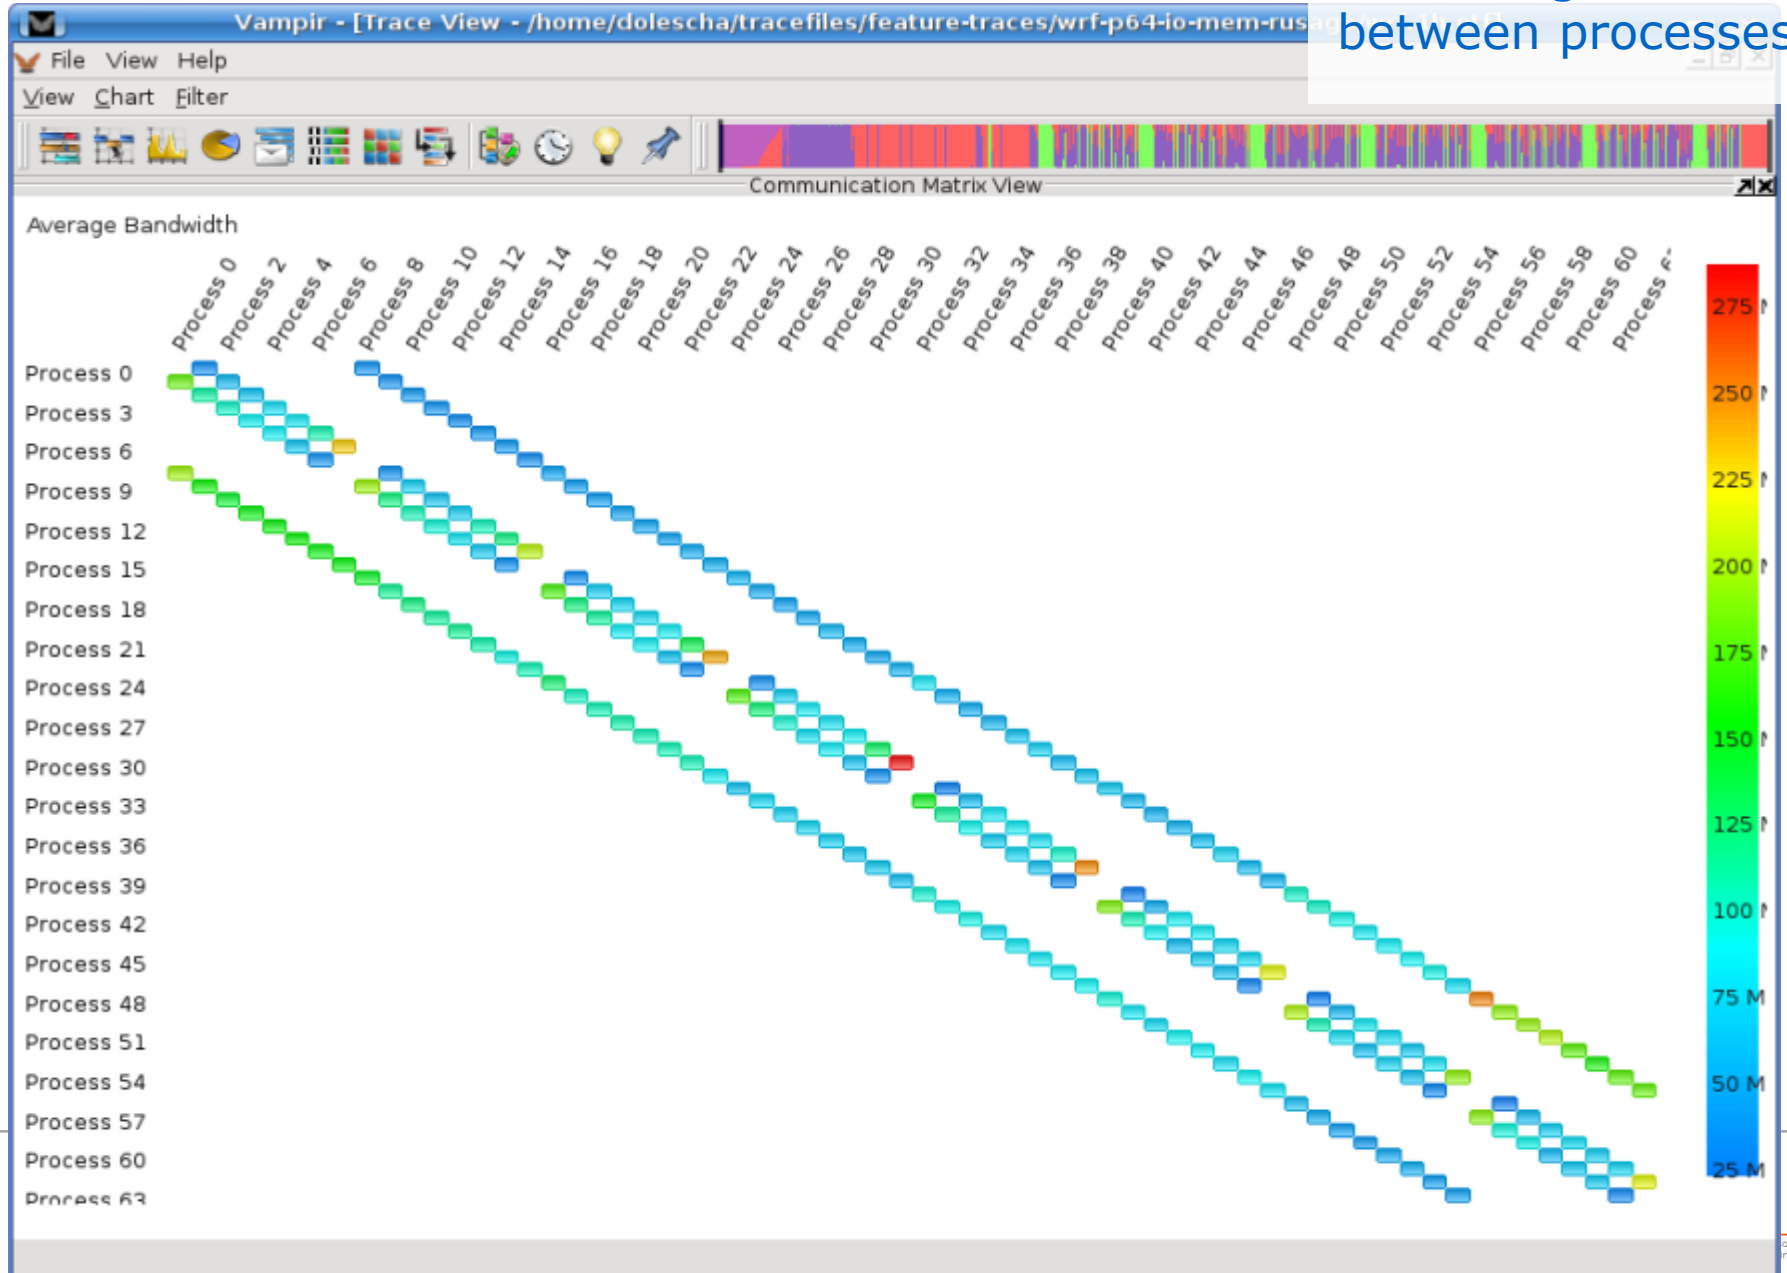 between processes
Vampir - [Trace View - /home/dolescha/tracefiles/feature-traces/wrf-p64-io-mem-rusag
File View Help
View Chart Filter
Communication Matrix View
Average Bandwidth
Process 0
Process 2
Process 4
Process 6
Process 8
Process 10
Process 12
Process 14
Process 16
Process 18
Process 20
Process 22
Process 24
Process 26
Process 28
Process 30
Process 32
Process 34
Process 36
Process 38
Process 40
Process 42
Process 44
Process 46
Process 48
Process 50
Process 52
Process 54
Process 56
Process 58
Process 60
Process
Process 0
Process 3
Process 6
Process 9
Process 12
Process 15
Process 18
Process 21
Process 24
Process 27
Process 30
Process 33
Process 36
Process 39
Process 42
Process 45
Process 48
Process 51
Process 54
Process 57
Process 60
Process 63
275
250
225
200
175
150
125
100
75 M
50 M
25 M